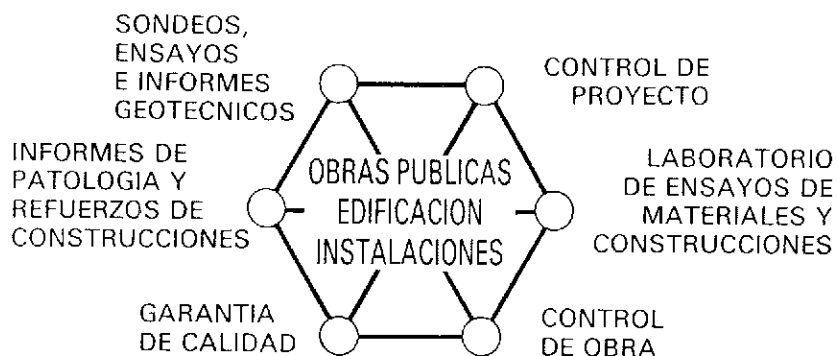 SONDEOS,
ENSAYOS
E INFORMES
GEOTECNICOS
CONTROL DE
PROYECTO
INFORMES DE
PATOLOGIA Y
REFUERZOS DE
CONSTRUCCIONES
OBRAS PUBLICAS
EDIFICACION
INSTALACIONES
LABORATORIO
DE ENSAYOS DE
MATERIALES Y
CONSTRUCCIONES
GARANTIA
DE CALIDAD
CONTROL
DE OBRA